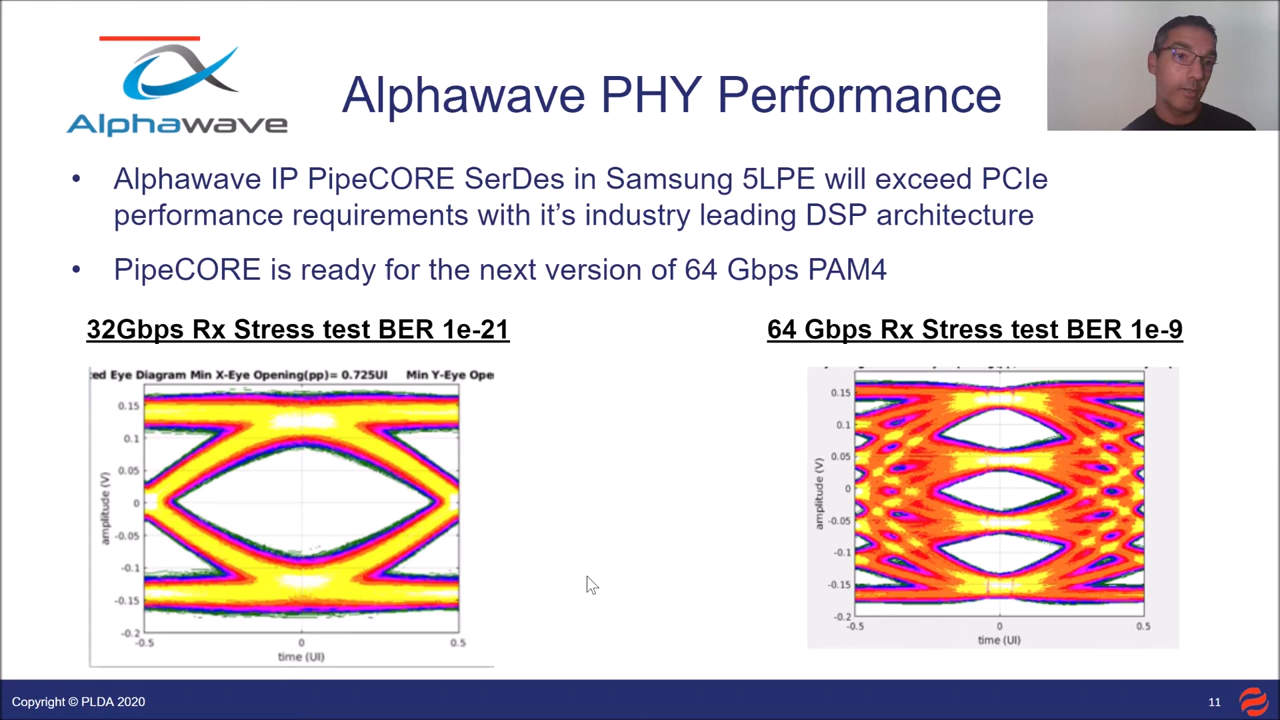 Alphawave
Alphawave PHY Performance
• Alphawave IP PipeCORE SerDes in Samsung 5LPE will exceed PCIe
performance requirements with it's industry leading DSP architecture
• PipeCORE is ready for the next version of 64 Gbps PAM4
32Gbps Rx Stress test BER 1e-21
ed Eye Diagram Min X-Eye Opening(pp)= 0.725UI Min Y-Eye Ope
0.15
0.1
0.05
0
-0.05
-0.1
-0.15
-0.2
amplitude (V)
-0.5 0 0.5
time (UI)
64 Gbps Rx Stress test BER 1e-9
0.15
0.1
0.05
0
-0.05
-0.1
-0.15
-0.2
amplitude (V)
-0.5 0 0.5
time (UI)
Copyright © PLDA 2020
11